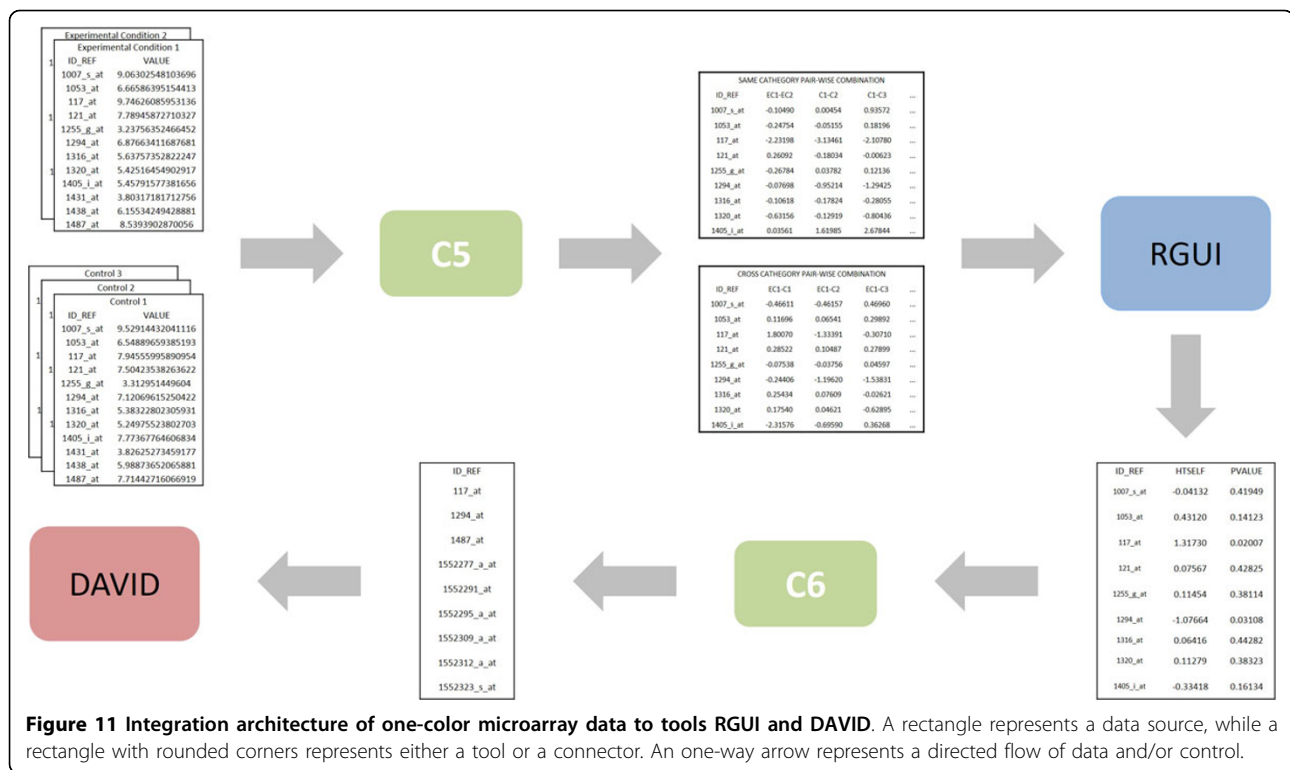 Experimental Condition 2
Experimental Condition 1
ID_REF VALUE
1007_s_at 9.06302548103696
1053_at 6.66586395154413
117_at 9.74626085953136
121_at 7.78945872710327
1255_g_at 3.23756352466452
1294_at 6.87663411687681
1316_at 5.63757352822247
1320_at 5.42516454902917
1405_i_at 5.45791577381656
1431_at 3.80317181712756
1438_at 6.15534249428881
1487_at 8.5393902870056
Control 3
Control 2
Control 1
ID_REF VALUE
1007_s_at 9.52914432041116
1053_at 6.54889659385193
117_at 7.94555995890954
121_at 7.50423538263622
1255_g_at 3.312951449604
1294_at 7.12069615250422
1316_at 5.38322802305931
1320_at 5.24975523802703
1405_i_at 7.77367764606834
1431_at 3.82625273459177
1438_at 5.98873652065881
1487_at 7.71442716066919
C5
SAME CATHEGORY PAIR-WISE COMBINATION
ID_REF EC1-EC2 C1-C2 C1-C3 ...
1007_s_at -0.10490 0.00454 0.93572 ...
1053_at -0.24754 -0.05155 0.18196 ...
117_at -2.23198 -3.13461 -2.10780 ...
121_at 0.26092 -0.18034 -0.00623 ...
1255_g_at -0.26784 0.03782 0.12136 ...
1294_at -0.07698 -0.95214 -1.29425 ...
1316_at -0.10618 -0.17824 -0.28055 ...
1320_at -0.63156 -0.12919 -0.80436 ...
1405_i_at 0.03561 1.61985 2.67844 ...
CROSS CATHEGORY PAIR-WISE COMBINATION
ID_REF EC1-C1 EC1-C2 EC1-C3 ...
1007_s_at -0.46611 -0.46157 0.46960 ...
1053_at 0.11696 0.06541 0.29892 ...
117_at 1.80070 -1.33391 -0.30710 ...
121_at 0.28522 0.10487 0.27899 ...
1255_g_at -0.07538 -0.03756 0.04597 ...
1294_at -0.24406 -1.19620 -1.53831 ...
1316_at 0.25434 0.07609 -0.02621 ...
1320_at 0.17540 0.04621 -0.62895 ...
1405_i_at -2.31576 -0.69590 0.36268 ...
RGUI
ID_REF HTSELF PVALUE
1007_s_at -0.04132 0.41949
1053_at 0.43120 0.14123
117_at 1.31730 0.02007
121_at 0.07567 0.42825
1255_g_at 0.11454 0.38114
1294_at -1.07664 0.03108
1316_at 0.06416 0.44282
1320_at 0.11279 0.38323
1405_i_at -0.33418 0.16134
C6
ID_REF
117_at
1294_at
1487_at
1552277_a_at
1552291_at
1552295_a_at
1552309_a_at
1552312_a_at
1552323_s_at
DAVID
Figure 11 Integration architecture of one-color microarray data to tools RGUI and DAVID. A rectangle represents a data source, while a
rectangle with rounded corners represents either a tool or a connector. An one-way arrow represents a directed flow of data and/or control.